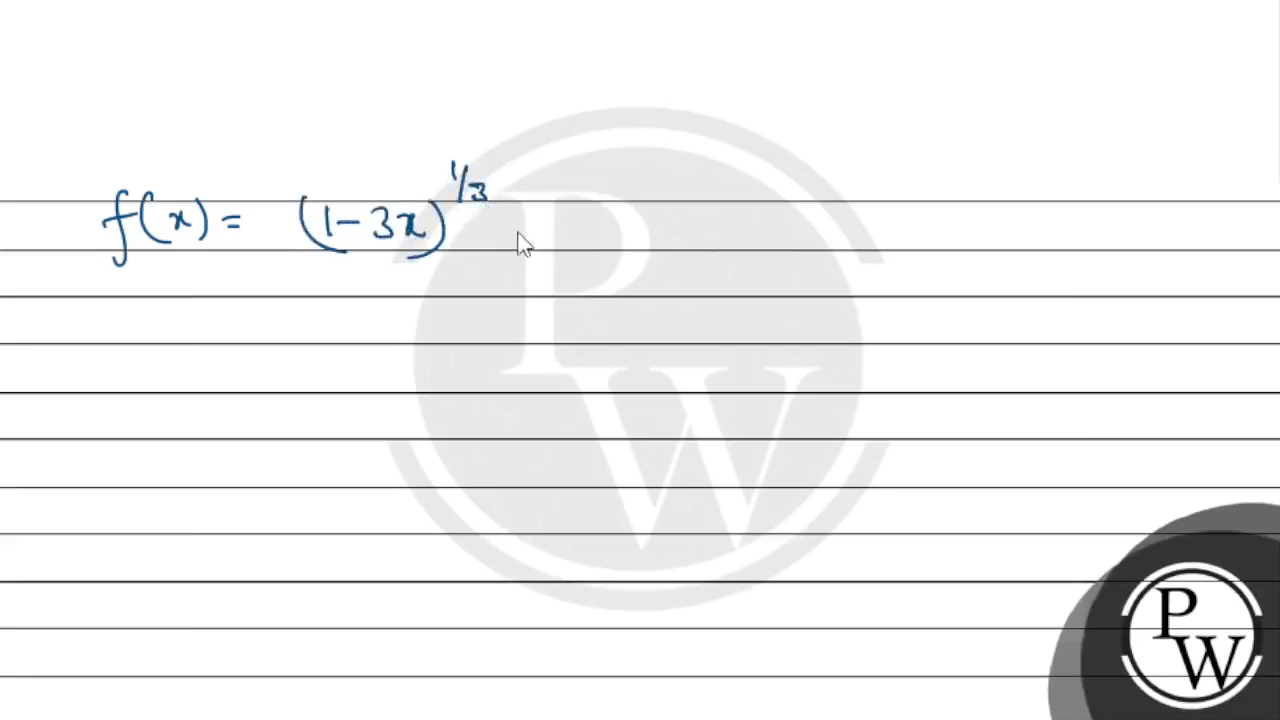 f(x) = (1-3x)^1/3
P
W
P
W